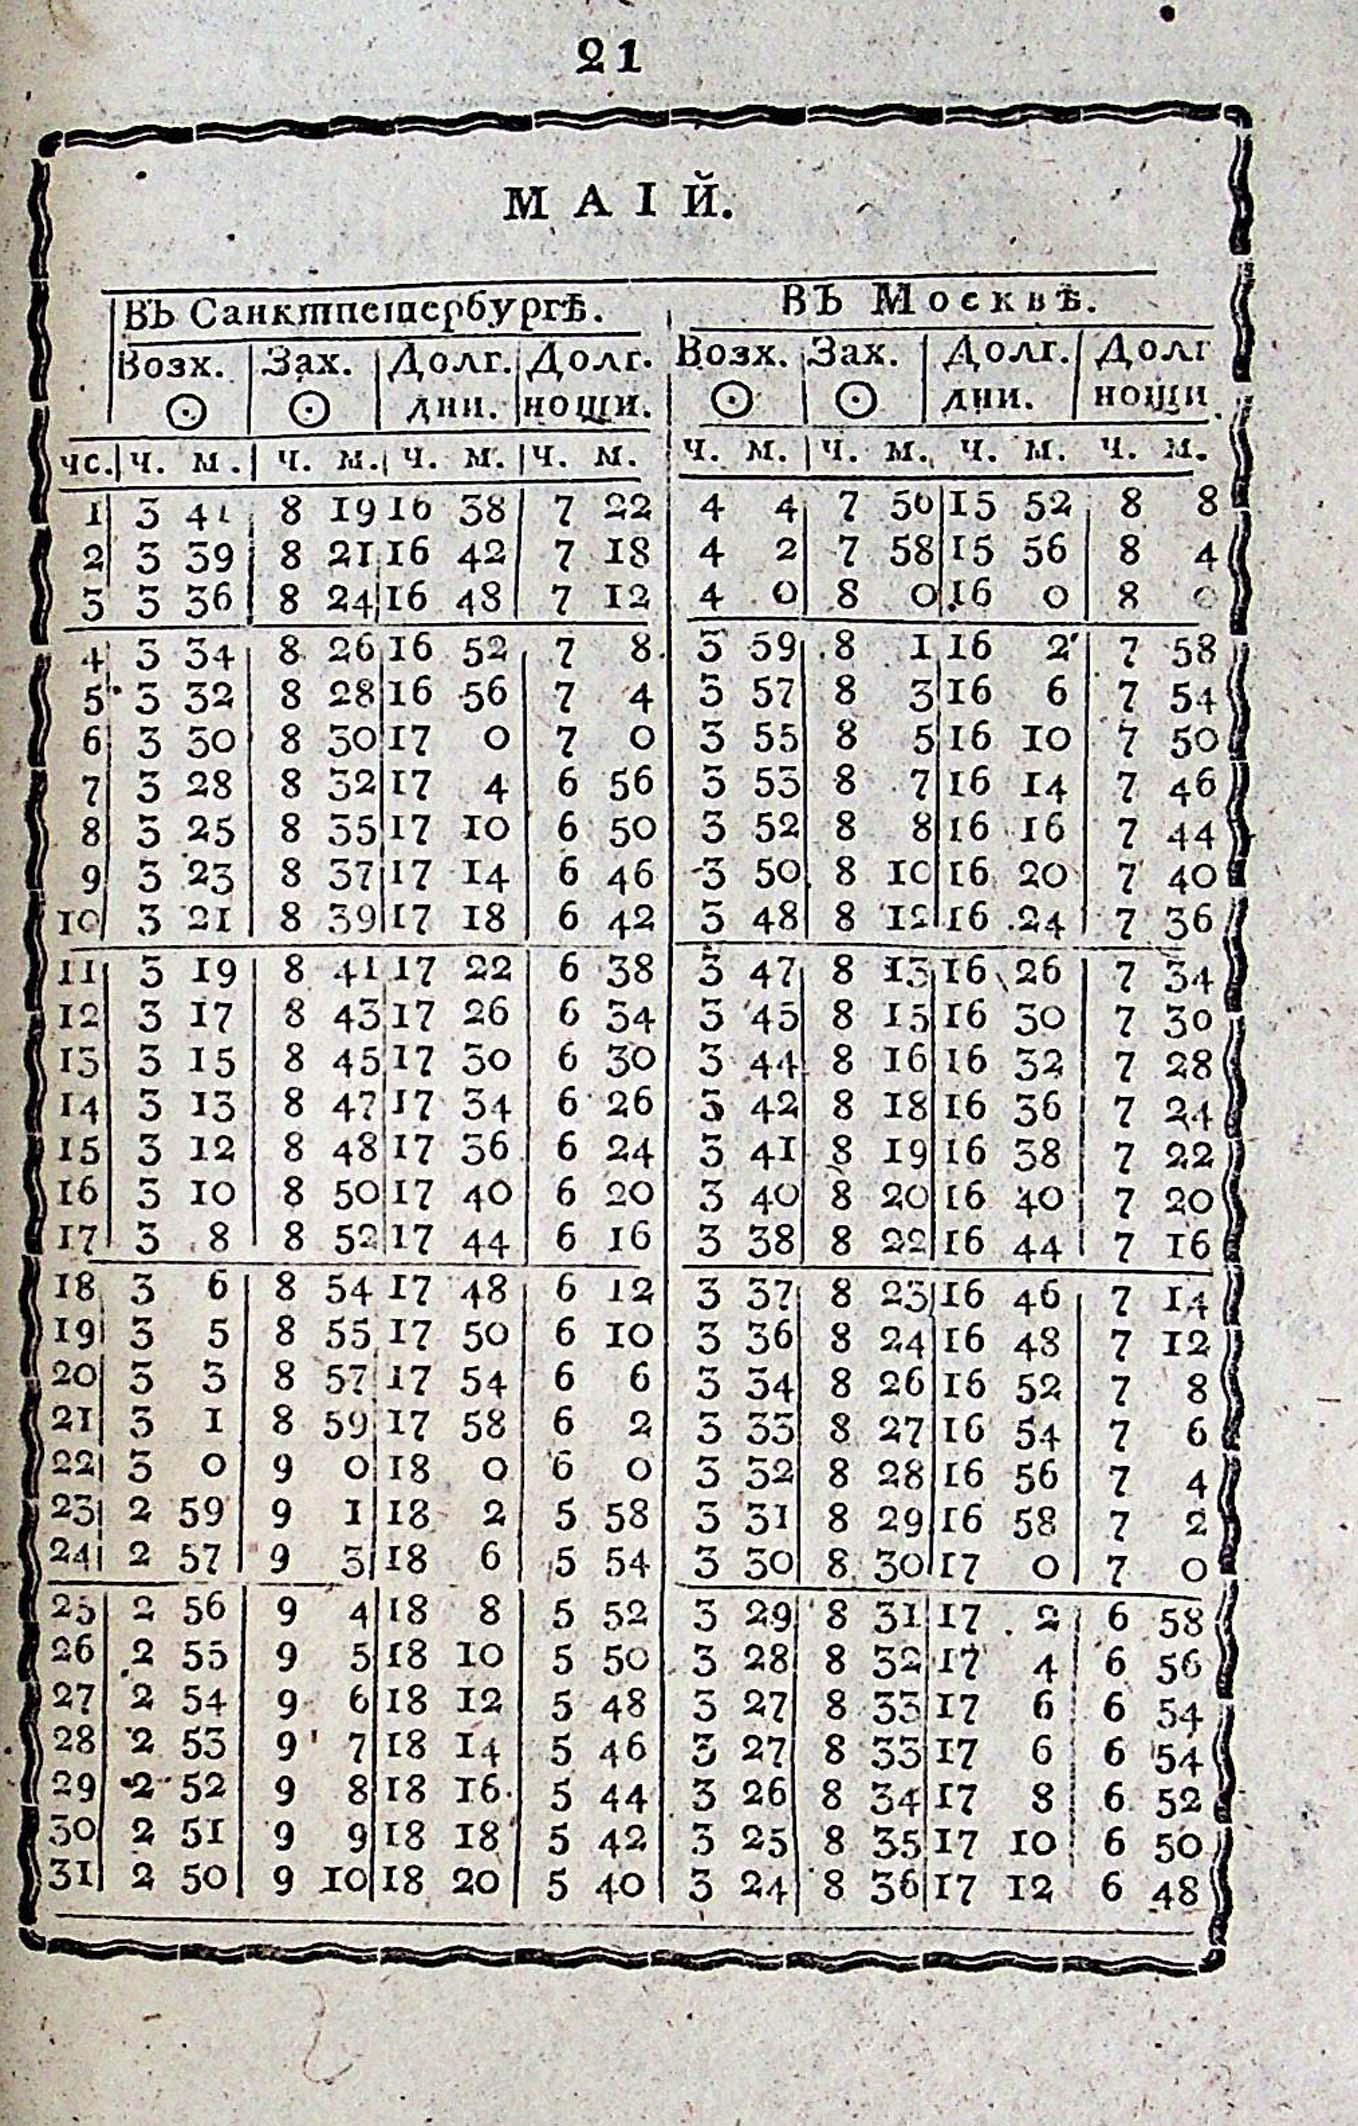 21
МАІЙ.
Въ Санктпетербургѣ. Въ Москвѣ.
Возх. Зах. Долг. Долг. Возх. Зах. Долг. Долг
☉ ☉ дни. нощи. ☉ ☉ дни. нощи
чс. ч. м. ч. м. ч. м. ч. м. ч. м. ч. м. ч. м. ч. м.
1 3 41 8 19 16 38 7 22 4 4 7 56 15 52 8 8
2 3 39 8 21 16 42 7 18 4 2 7 58 15 56 8 4
3 3 36 8 24 16 48 7 12 4 0 8 0 16 0 8 0
4 3 34 8 26 16 52 7 8 3 59 8 1 16 2 7 58
5 3 32 8 28 16 56 7 4 3 57 8 3 16 6 7 54
6 3 30 8 30 17 0 7 0 3 55 8 5 16 10 7 50
7 3 28 8 32 17 4 6 56 3 53 8 7 16 14 7 46
8 3 25 8 35 17 10 6 50 3 52 8 8 16 16 7 44
9 3 23 8 37 17 14 6 46 3 50 8 10 16 20 7 40
10 3 21 8 39 17 18 6 42 3 48 8 12 16 24 7 36
11 3 19 8 41 17 22 6 38 3 47 8 13 16 26 7 34
12 3 17 8 43 17 26 6 34 3 45 8 15 16 30 7 30
13 3 15 8 45 17 30 6 30 3 44 8 16 16 32 7 28
14 3 13 8 47 17 34 6 26 3 42 8 18 16 36 7 24
15 3 12 8 48 17 36 6 24 3 41 8 19 16 38 7 22
16 3 10 8 50 17 40 6 20 3 40 8 20 16 40 7 20
17 3 8 8 52 17 44 6 16 3 38 8 22 16 44 7 16
18 3 6 8 54 17 48 6 12 3 37 8 23 16 46 7 14
19 3 5 8 55 17 50 6 10 3 36 8 24 16 48 7 12
20 3 3 8 57 17 54 6 6 3 34 8 26 16 52 7 8
21 3 1 8 59 17 58 6 2 3 33 8 27 16 54 7 6
22 3 0 9 0 18 0 6 0 3 32 8 28 16 56 7 4
23 2 59 9 1 18 2 5 58 3 31 8 29 16 58 7 2
24 2 57 9 3 18 6 5 54 3 30 8 30 17 0 7 0
25 2 56 9 4 18 8 5 52 3 29 8 31 17 2 6 58
26 2 55 9 5 18 10 5 50 3 28 8 32 17 4 6 56
27 2 54 9 6 18 12 5 48 3 27 8 33 17 6 6 54
28 2 53 9 7 18 14 5 46 3 27 8 33 17 6 6 54
29 2 52 9 8 18 16 5 44 3 26 8 34 17 8 6 52
30 2 51 9 9 18 18 5 42 3 25 8 35 17 10 6 50
31 2 50 9 10 18 20 5 40 3 24 8 36 17 12 6 48